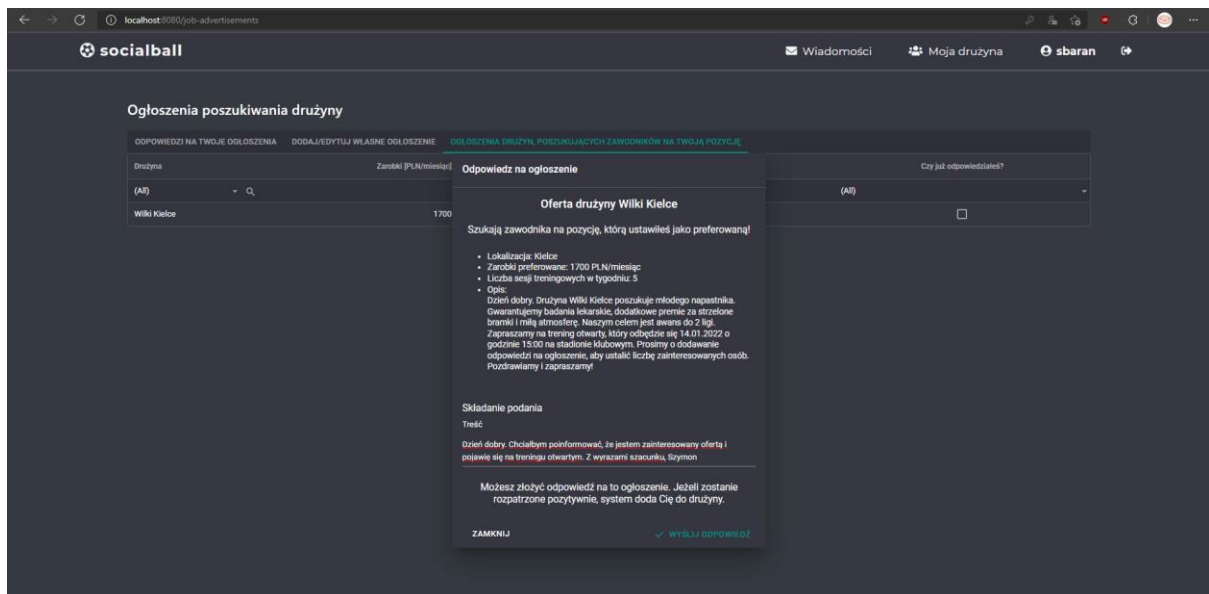 localhost:8080/job-advertisements
socialball
Wiadomości
Moja drużyna
sbaran
Ogłoszenia poszukiwania drużyny
ODPOWIEDZI NA TWOJE OGŁOSZENIA
DODAJ/EDYTUJ WŁASNE OGŁOSZENIE
OGŁOSZENIA DRUŻYN, POSZUKUJĄCYCH ZAWODNIKÓW NA TWOJĄ POZYCJĘ
Drużyna
Zarobki [PLN/miesiąc]
Czy już odpowiedziałeś?
(All)
(All)
Wilki Kielce
1700
Odpowiedz na ogłoszenie
Oferta drużyny Wilki Kielce
Szukają zawodnika na pozycję, którą ustawiłeś jako preferowaną!
• Lokalizacja: Kielce
• Zarobki preferowane: 1700 PLN/miesiąc
• Liczba sesji treningowych w tygodniu: 5
• Opis:
Dzień dobry. Drużyna Wilki Kielce poszukuje młodego napastnika.
Gwarantujemy badania lekarskie, dodatkowe premie za strzelone
bramki i miłą atmosferę. Naszym celem jest awans do 2 ligi.
Zapraszamy na trening otwarty, który odbędzie się 14.01.2022 o
godzinie 15:00 na stadionie klubowym. Prosimy o dodawanie
odpowiedzi na ogłoszenie, aby ustalić liczbę zainteresowanych osób.
Pozdrawiamy i zapraszamy!
Składanie podania
Treść
Dzień dobry. Chciałbym poinformować, że jestem zainteresowany ofertą i
pojawię się na treningu otwartym. Z wyrazami szacunku, Szymon
Możesz złożyć odpowiedź na to ogłoszenie. Jeżeli zostanie
rozpatrzone pozytywnie, system doda Cię do drużyny.
ZAMKNIJ
WYŚLIJ ODPOWIEDŹ